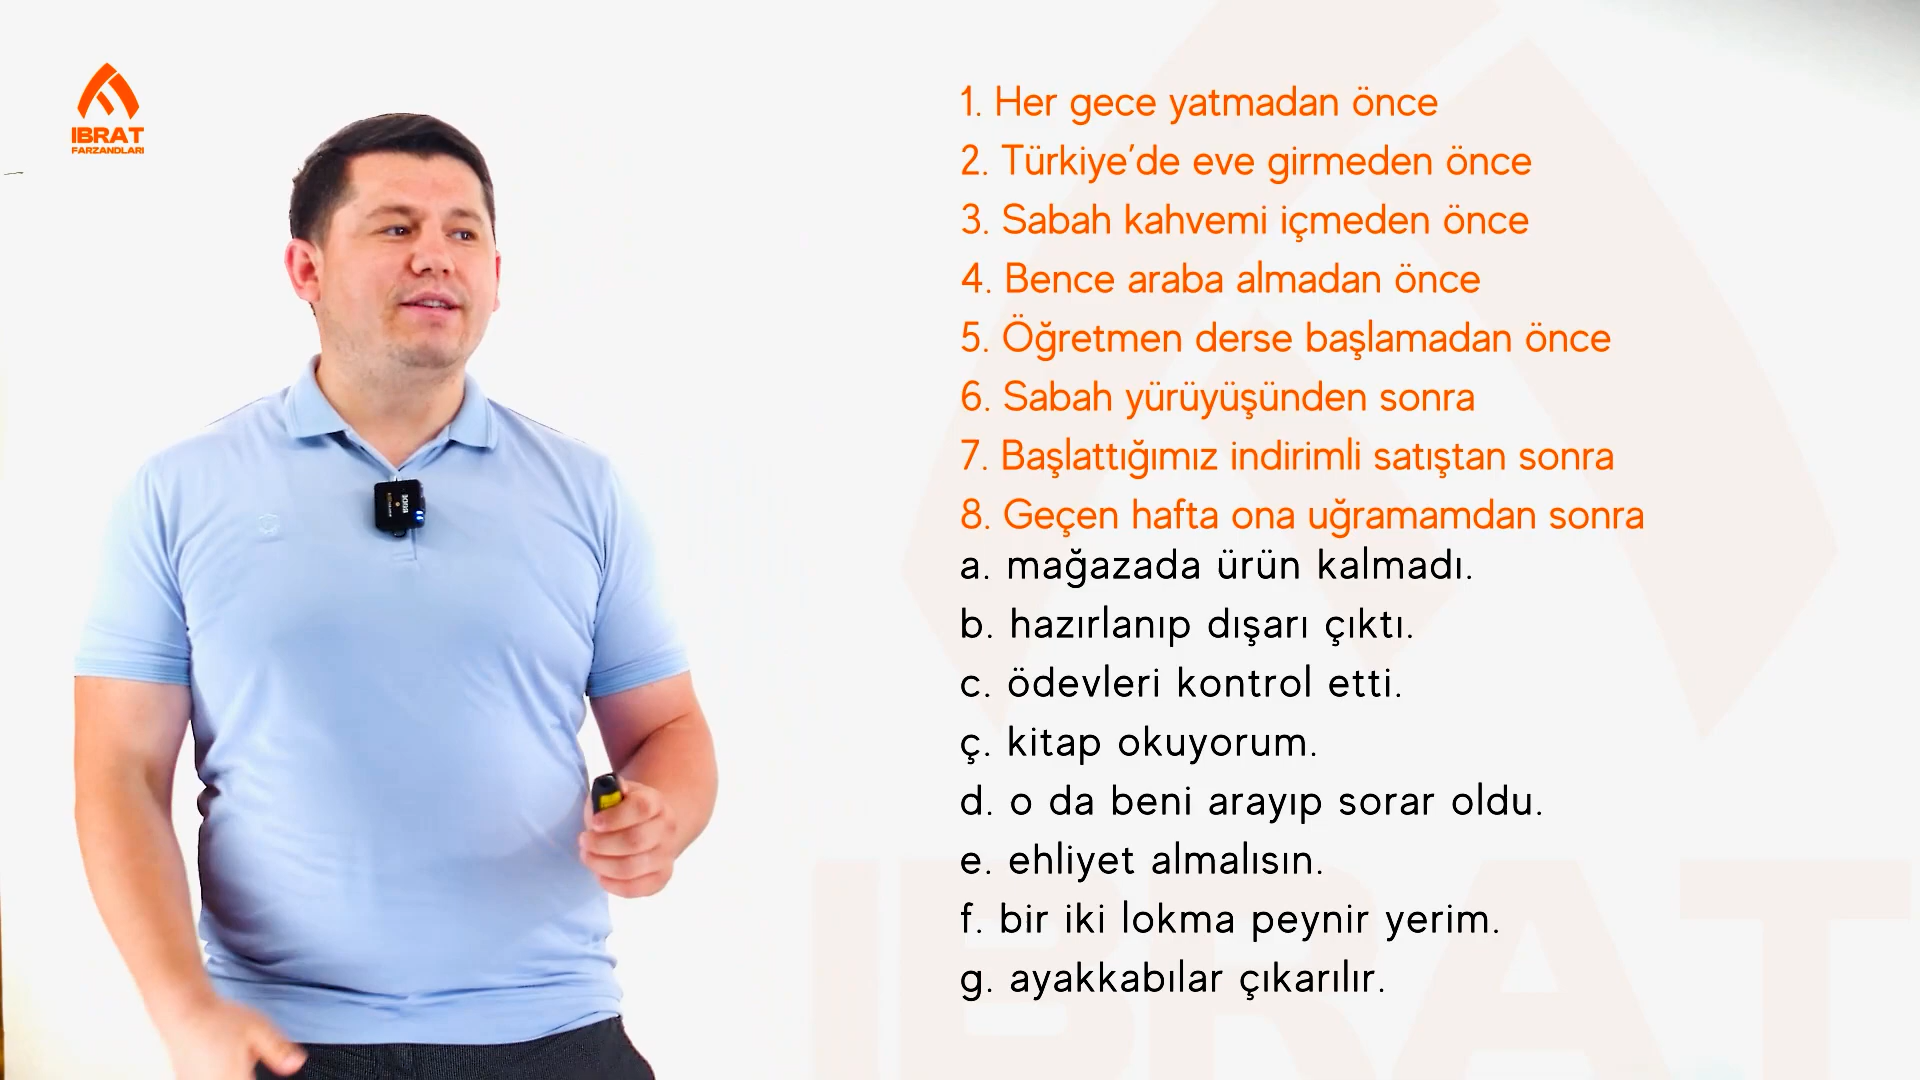 IBRAT
FARZANDLARI
1. Her gece yatmadan önce
2. Türkiye'de eve girmeden önce
3. Sabah kahvemi içmeden önce
4. Bence araba almadan önce
5. Öğretmen derse başlamadan önce
6. Sabah yürüyüşünden sonra
7. Başlattığımız indirimli satıştan sonra
8. Geçen hafta ona uğramamdan sonra
a. mağazada ürün kalmadı.
b. hazırlanıp dışarı çıktı.
c. ödevleri kontrol etti.
ç. kitap okuyorum.
d. o da beni arayıp sorar oldu.
e. ehliyet almalısın.
f. bir iki lokma peynir yerim.
g. ayakkabılar çıkarılır.
IBRAT